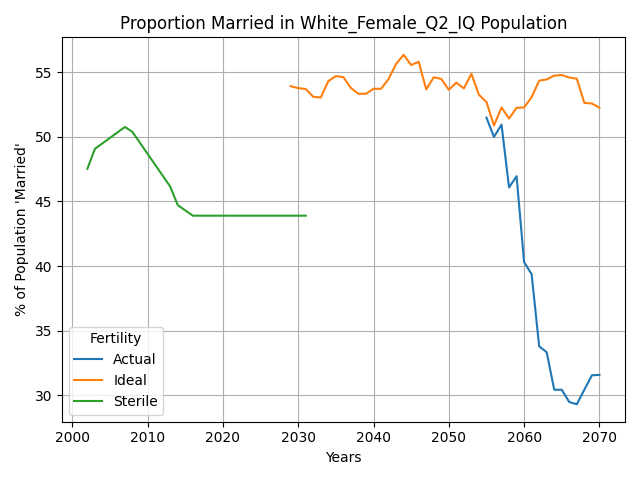 Proportion Married in White_Female_Q2_IQ Population
% of Population 'Married'
55
50
45
40
35
30
Fertility
Actual
Ideal
Sterile
2000 2010 2020 2030 2040 2050 2060 2070
Years